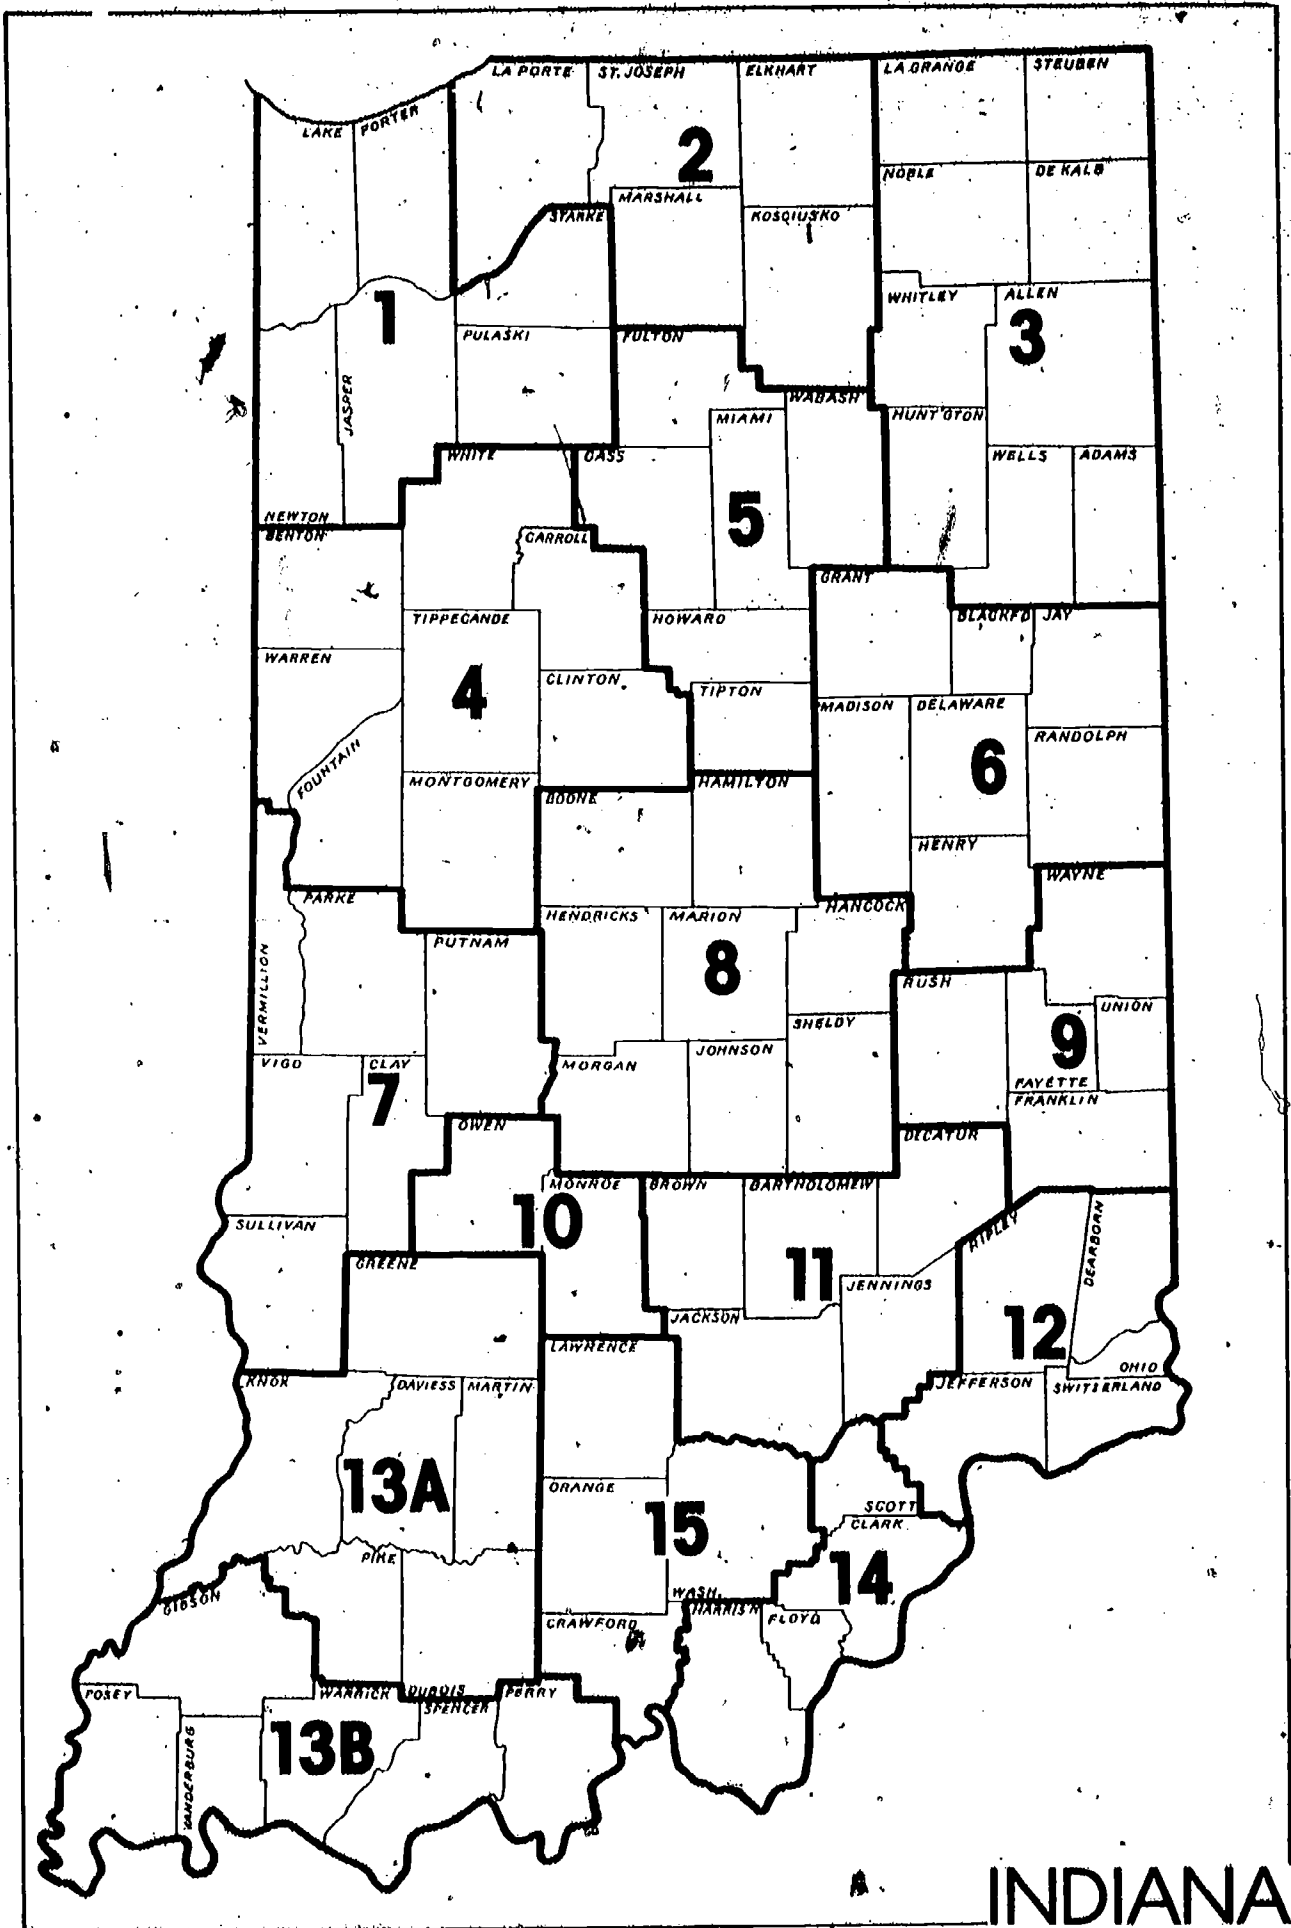 LA PORTE ST. JOSEPH ELKHART LA GRANGE STEUBEN
LAKE PORTER
2
NOBLE DE KALB
MARSHALL
STARKE KOSCIUSKO
WHITLEY ALLEN
1
3
PULASKI FULTON
JASPER
WABASH
MIAMI HUNT'GTON
WHITE CASS WELLS ADAMS
5
NEWTON
BENTON CARROLL
GRANT
TIPPECANOE HOWARD BLACKF'D JAY
WARREN
4
CLINTON TIPTON
MADISON DELAWARE
RANDOLPH
6
FOUNTAIN
MONTGOMERY HAMILTON
BOONE
HENRY
WAYNE
PARKE HANCOCK
HENDRICKS MARION
PUTNAM
8
VERMILLION
RUSH
UNION
SHELBY
9
VIGO CLAY MORGAN JOHNSON
7
FAYETTE
FRANKLIN
OWEN DECATUR
MONROE BROWN BARTHOLOMEW
10
SULLIVAN
RIPLEY
DEARBORN
GREENE
11
JENNINGS
JACKSON
12
LAWRENCE
OHIO
KNOX DAVIESS MARTIN JEFFERSON SWITZERLAND
13A
ORANGE
15
SCOTT
CLARK
PIKE
14
GIBSON
WASH.
HARRIS'N
CRAWFORD FLOYD
POSEY WARRICK DUBOIS PERRY
SPENCER
13B
VANDERBURG
INDIANA